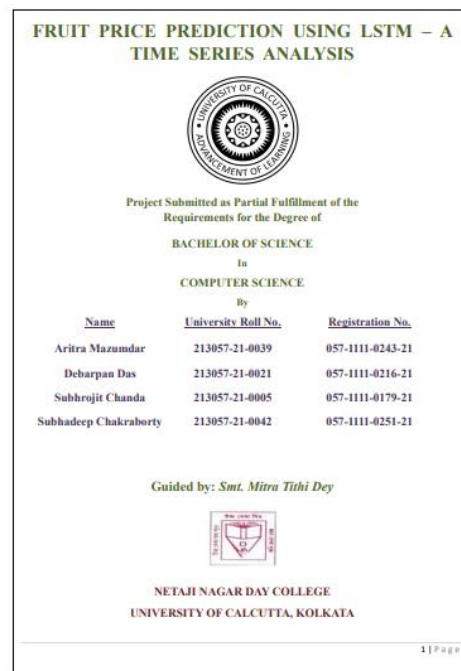 FRUIT PRICE PREDICTION USING LSTM – A
TIME SERIES ANALYSIS
UNIVERSITY OF CALCUTTA
ADVANCEMENT OF LEARNING
Project Submitted as Partial Fulfillment of the
Requirements for the Degree of
BACHELOR OF SCIENCE
In
COMPUTER SCIENCE
By
Name University Roll No. Registration No.
Aritra Mazumdar 213057-21-0039 057-1111-0243-21
Debarpan Das 213057-21-0021 057-1111-0216-21
Subhrojit Chanda 213057-21-0005 057-1111-0179-21
Subhadeep Chakraborty 213057-21-0042 057-1111-0251-21
Guided by: Smt. Mitra Tithi Dey
NETAJI NAGAR DAY COLLEGE
UNIVERSITY OF CALCUTTA, KOLKATA
1 | Page